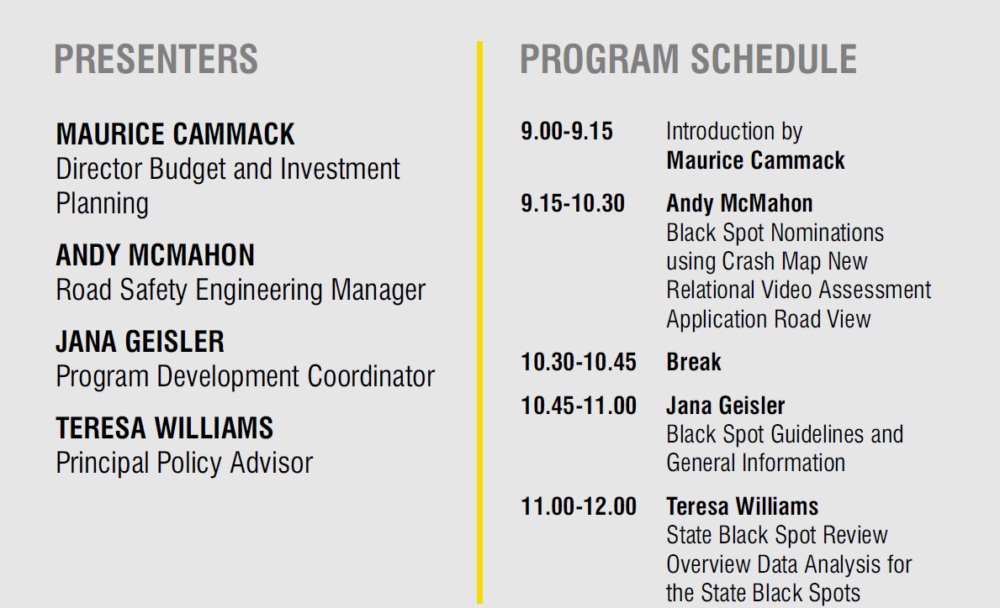 PRESENTERS
MAURICE CAMMACK
Director Budget and Investment
Planning
ANDY MCMAHON
Road Safety Engineering Manager
JANA GEISLER
Program Development Coordinator
TERESA WILLIAMS
Principal Policy Advisor
PROGRAM SCHEDULE
9.00-9.15 Introduction by
Maurice Cammack
9.15-10.30 Andy McMahon
Black Spot Nominations
using Crash Map New
Relational Video Assessment
Application Road View
10.30-10.45 Break
10.45-11.00 Jana Geisler
Black Spot Guidelines and
General Information
11.00-12.00 Teresa Williams
State Black Spot Review
Overview Data Analysis for
the State Black Spots